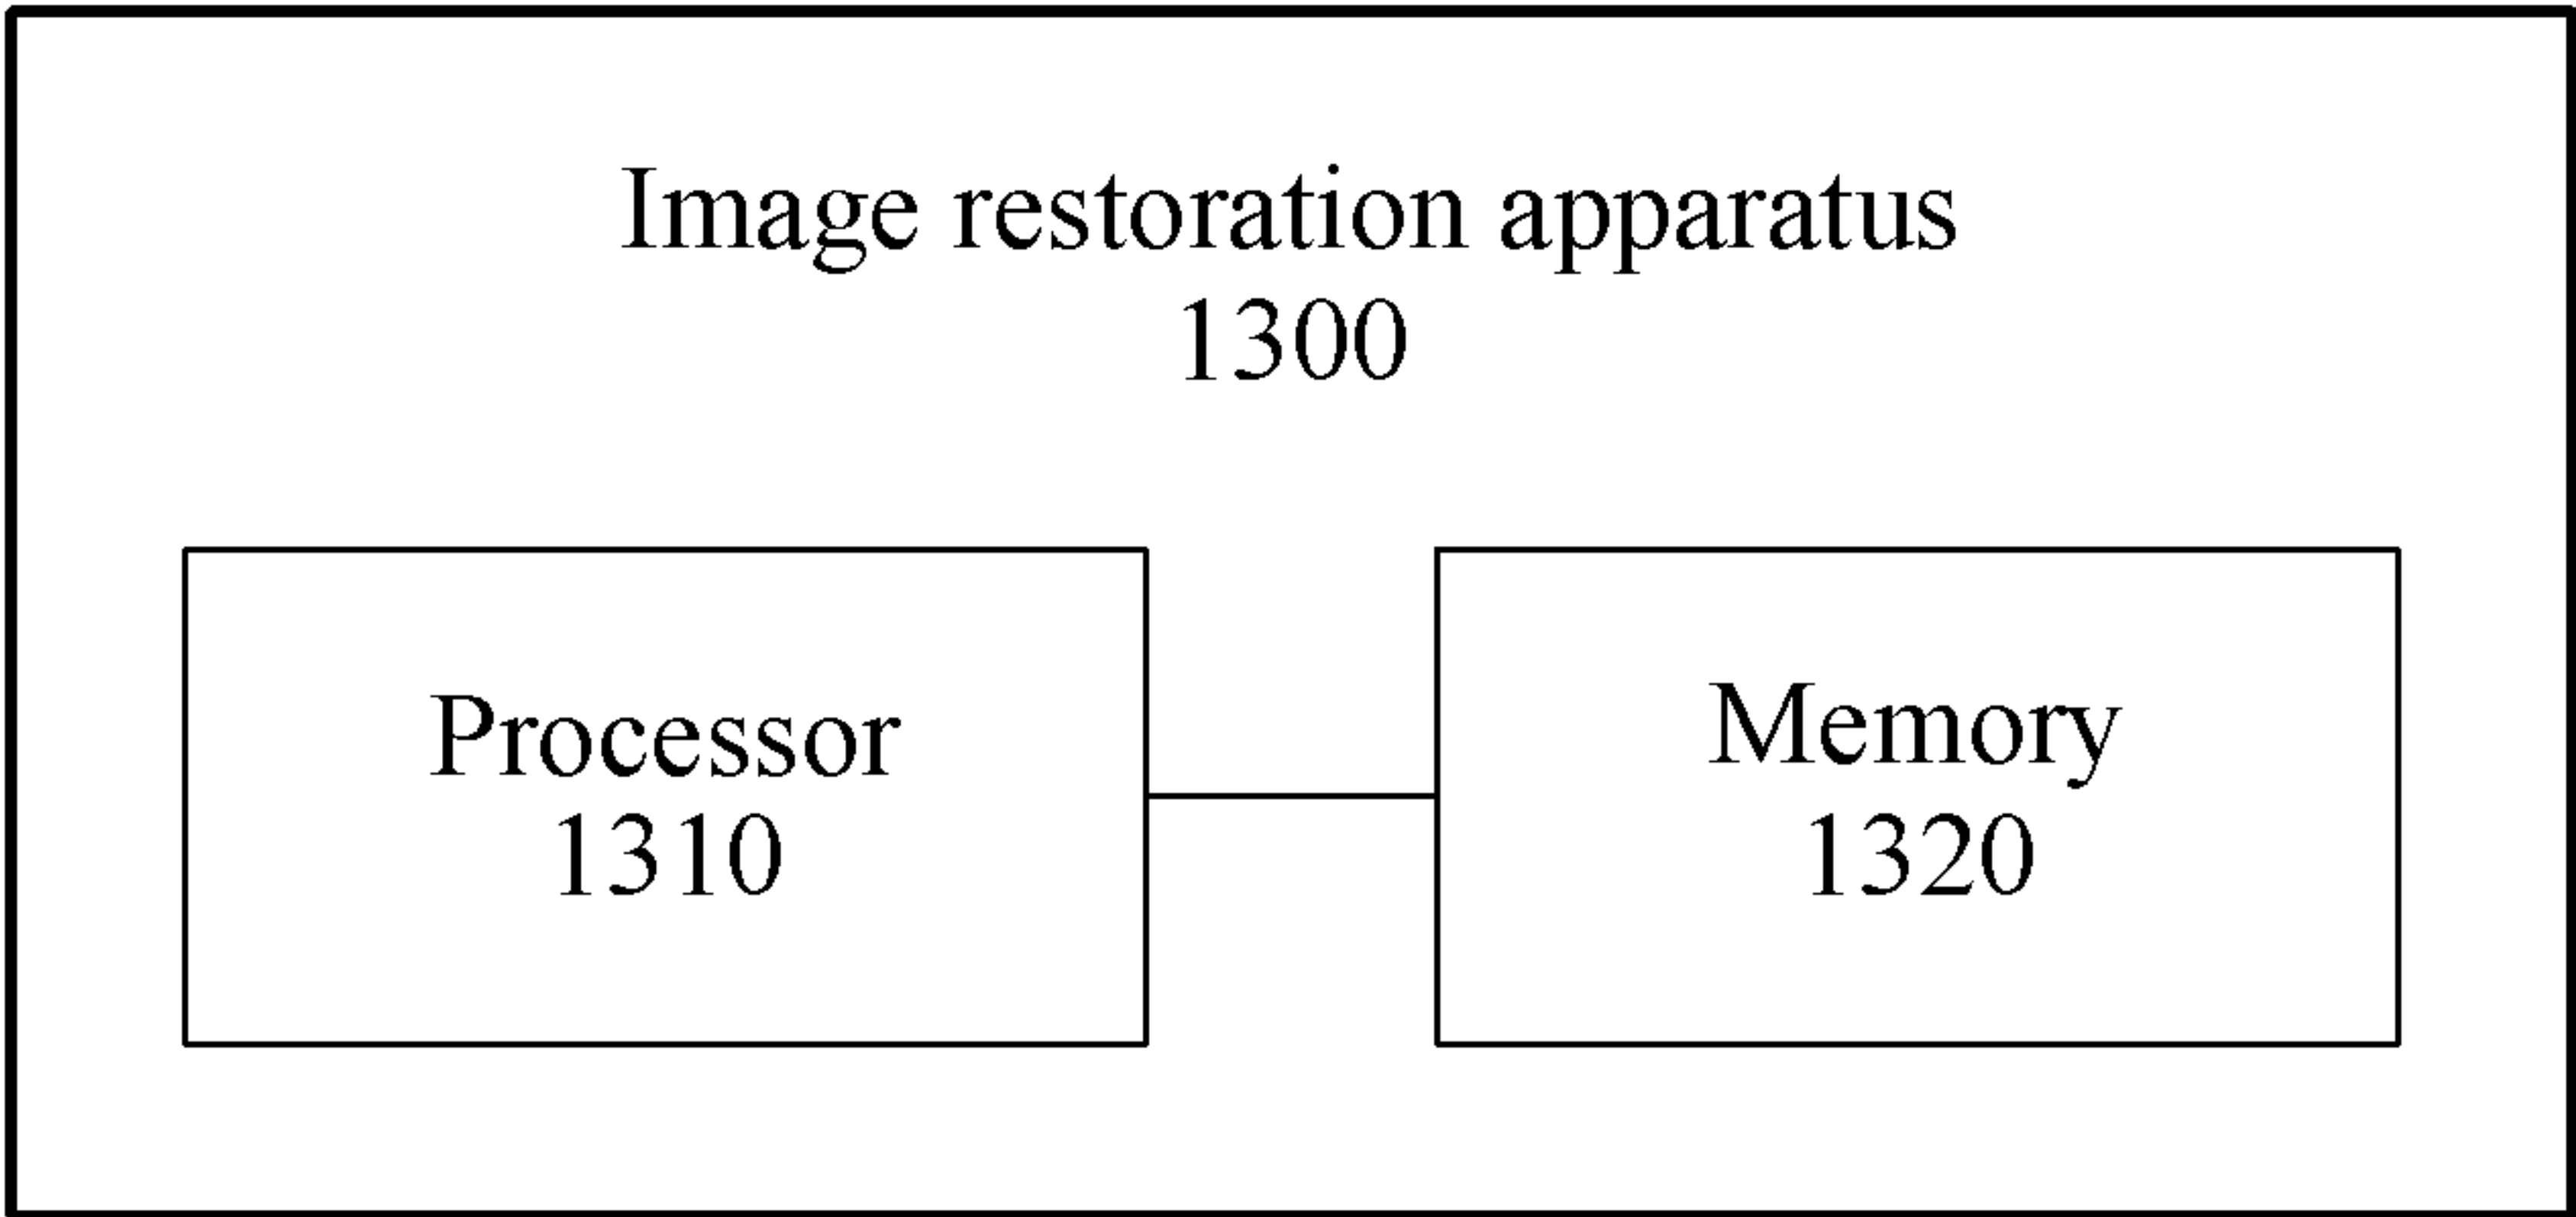 Image restoration apparatus
1300
Processor
1310
Memory
1320